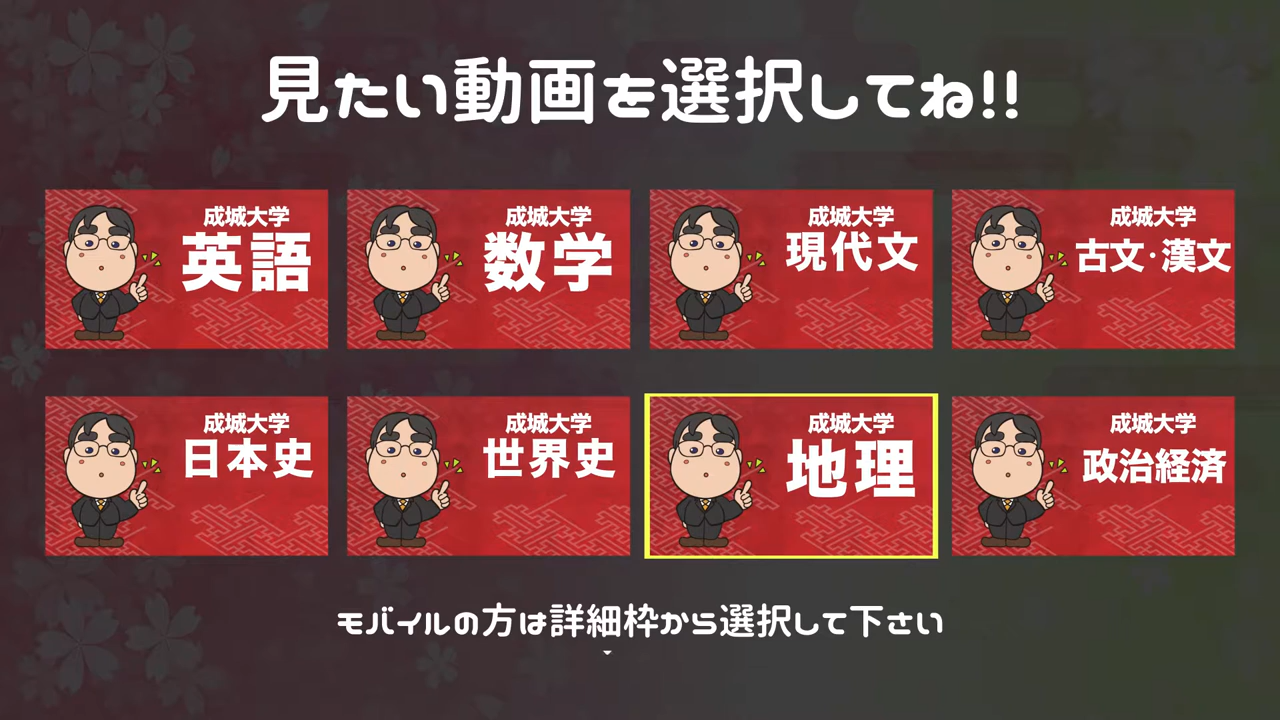 見たい動画を選択してね!!
成城大学
英語
成城大学
数学
成城大学
現代文
成城大学
古文・漢文
成城大学
日本史
成城大学
世界史
成城大学
地理
成城大学
政治経済
モバイルの方は詳細枠から選択して下さい